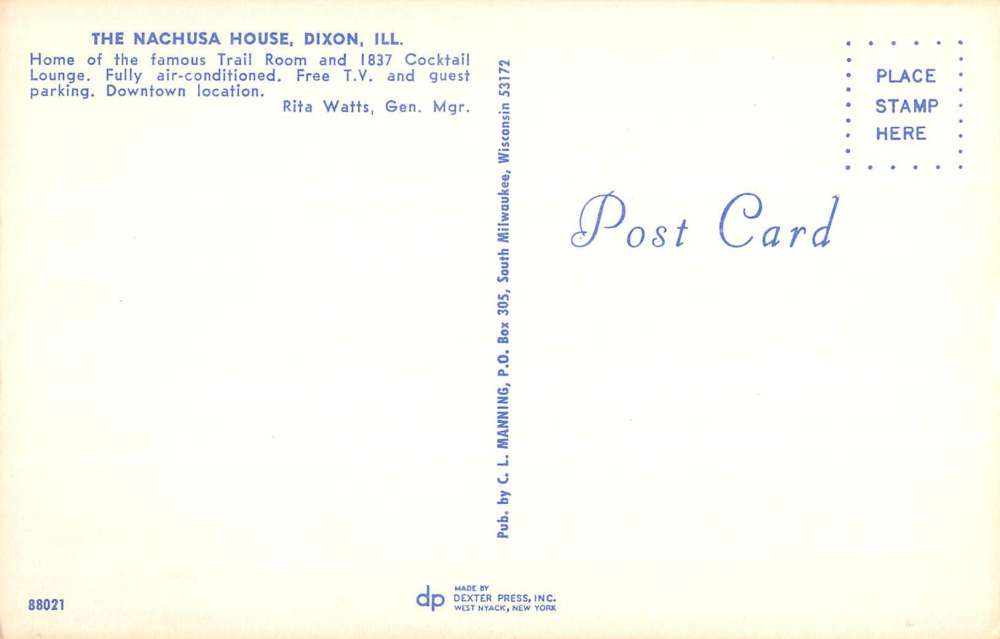 THE NACHUSA HOUSE, DIXON, ILL.
Home of the famous Trail Room and 1837 Cocktail
Lounge. Fully air-conditioned. Free T.V. and guest
parking. Downtown location.
Rita Watts, Gen. Mgr.
Pub. by C. L. MANNING, P.O. Box 305, South Milwaukee, Wisconsin 53172
PLACE
STAMP
HERE
Post Card
88021
dp
MADE BY
DEXTER PRESS, INC.
WEST NYACK, NEW YORK